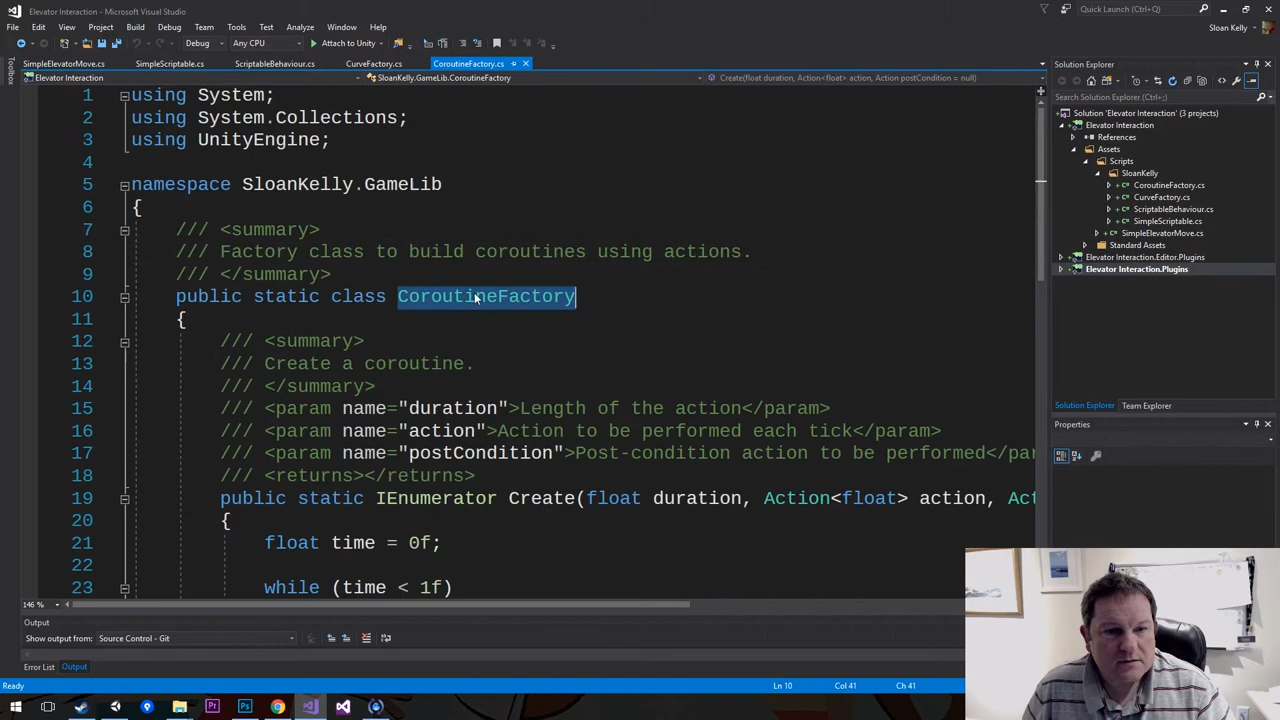 Elevator Interaction - Microsoft Visual Studio
Quick Launch (Ctrl+Q)
File Edit View Project Build Debug Team Tools Test Analyze Window Help
Sloan Kelly
Debug Any CPU Attach to Unity
Toolbox
SimpleElevatorMove.cs SimpleScriptable.cs ScriptableBehaviour.cs CurveFactory.cs CoroutineFactory.cs
Elevator Interaction SloanKelly.GameLib.CoroutineFactory Create(float duration, Action<float> action, Action postCondition = null)
1 using System;
2 using System.Collections;
3 using UnityEngine;
4
5 namespace SloanKelly.GameLib
6 {
7 /// <summary>
8 /// Factory class to build coroutines using actions.
9 /// </summary>
10 public static class CoroutineFactory
11 {
12 /// <summary>
13 /// Create a coroutine.
14 /// </summary>
15 /// <param name="duration">Length of the action</param>
16 /// <param name="action">Action to be performed each tick</param>
17 /// <param name="postCondition">Post-condition action to be performed</par
18 /// <returns></returns>
19 public static IEnumerator Create(float duration, Action<float> action, Act
20 {
21 float time = 0f;
22
23 while (time < 1f)
146 %
Output
Show output from: Source Control - Git
Error List Output
Ready Ln 10 Col 41 Ch 41
Solution Explorer
Search Solution Explorer (Ctrl+;)
Solution 'Elevator Interaction' (3 projects)
Elevator Interaction
References
Assets
Scripts
SloanKelly
CoroutineFactory.cs
CurveFactory.cs
ScriptableBehaviour.cs
SimpleScriptable.cs
SimpleElevatorMove.cs
Standard Assets
Elevator Interaction.Editor.Plugins
Elevator Interaction.Plugins
Solution Explorer Team Explorer
Properties